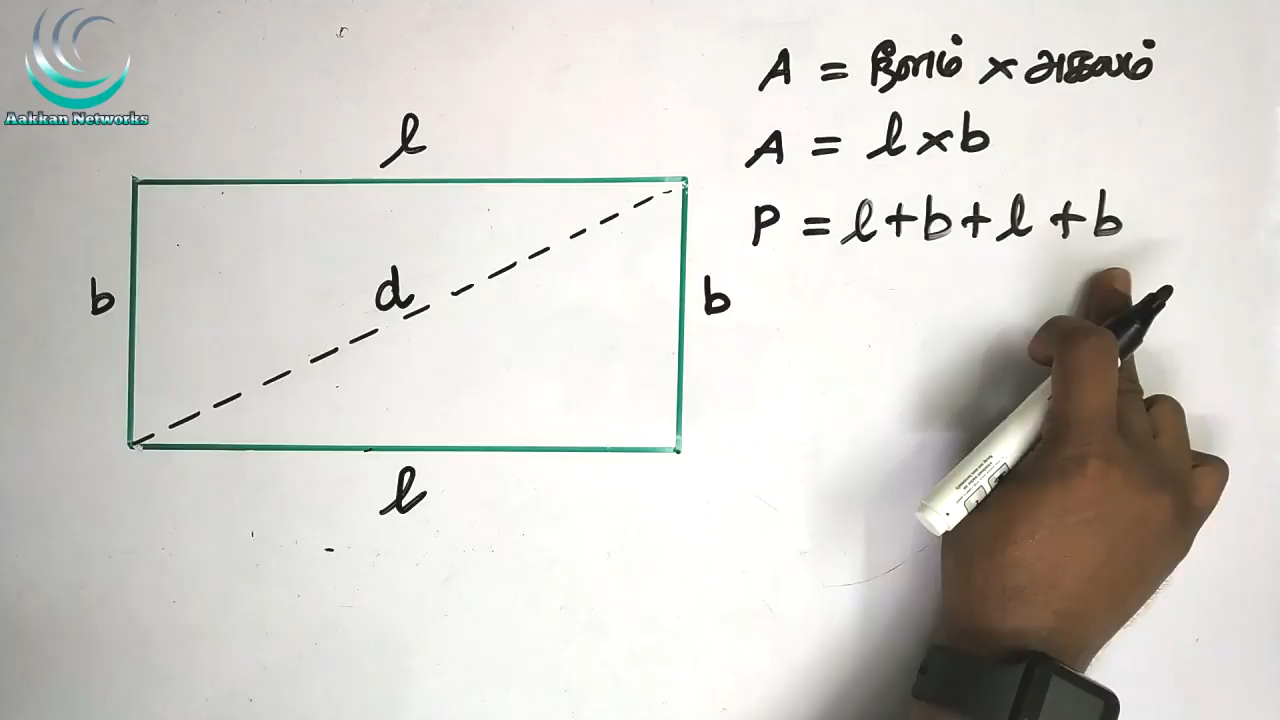 Aakkan Networks
A = நீளம் × அகலம்
A = l × b
P = l + b + l + b
l
b
d
b
l